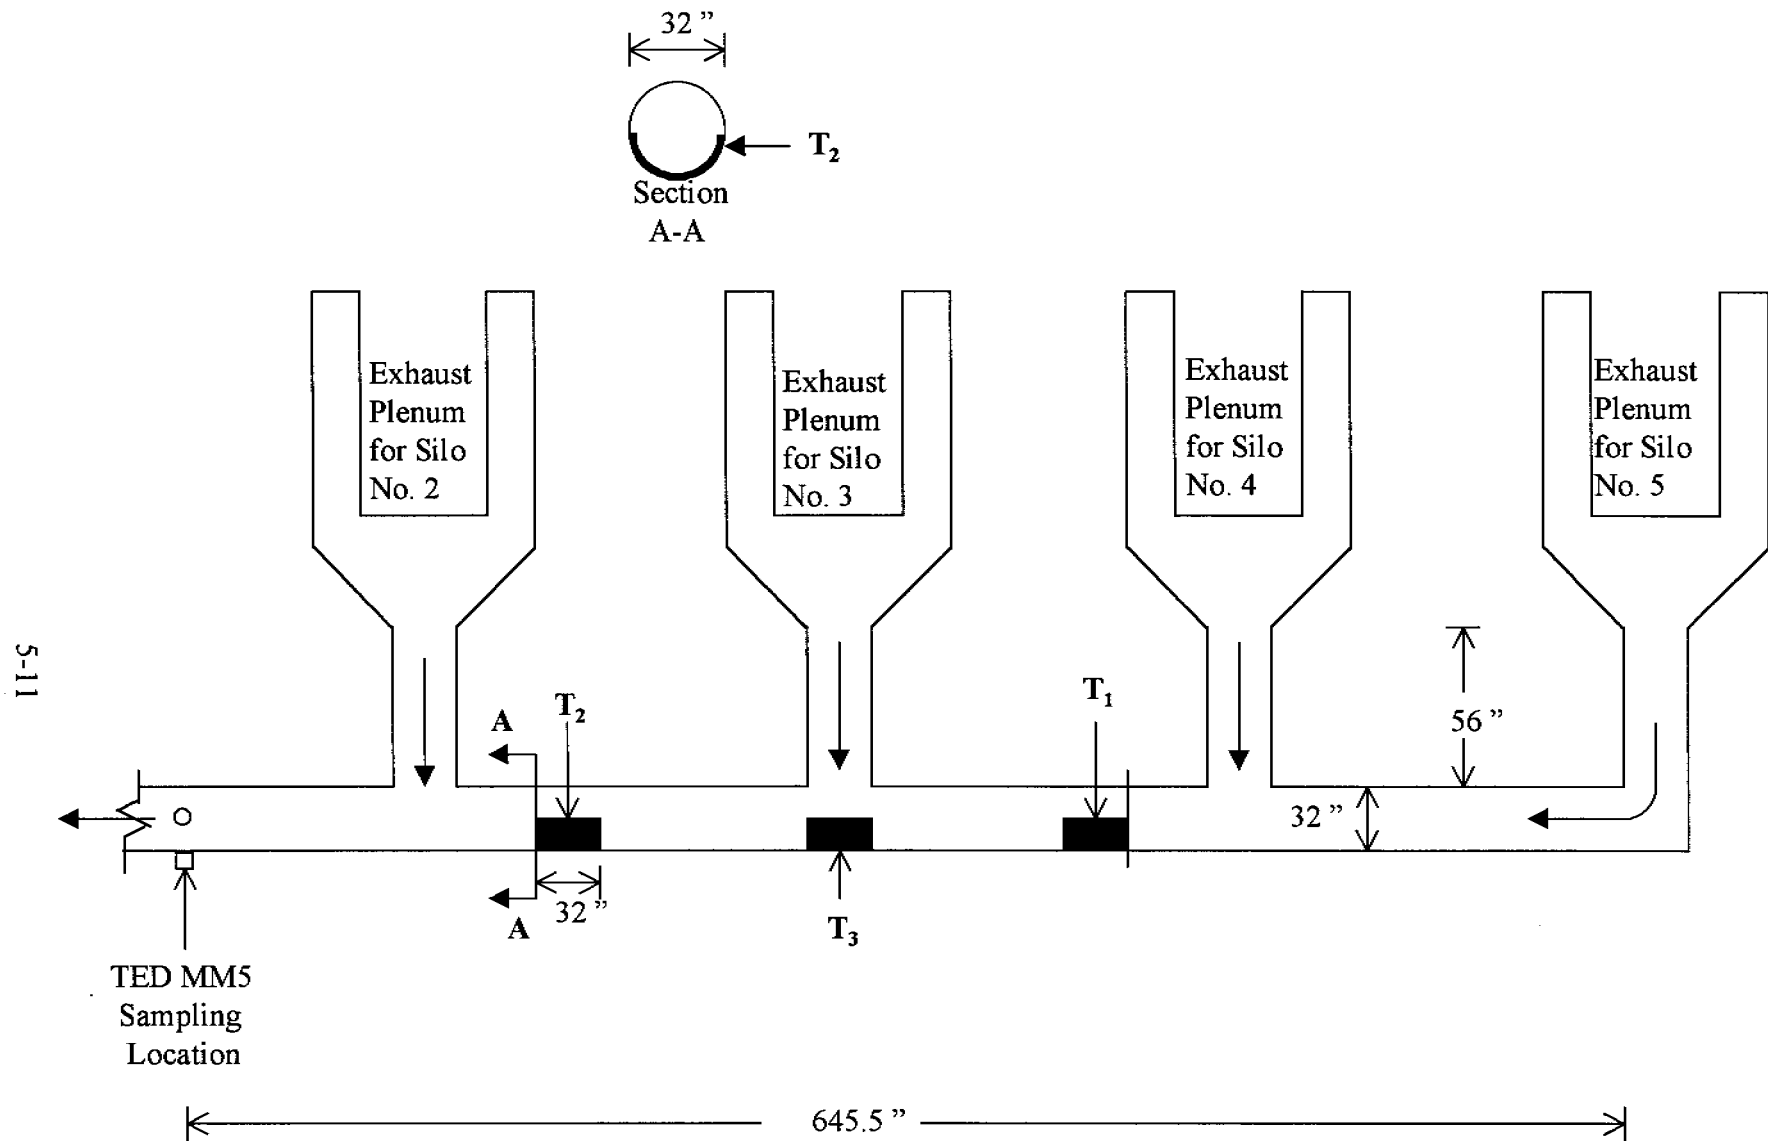 32 ”
T2
Section
A-A
Exhaust
Plenum
for Silo
No. 2
Exhaust
Plenum
for Silo
No. 3
Exhaust
Plenum
for Silo
No. 4
Exhaust
Plenum
for Silo
No. 5
5-11
A
T2
T1
56 ”
32 ”
A
32 ”
T3
TED MM5
Sampling
Location
645.5 ”